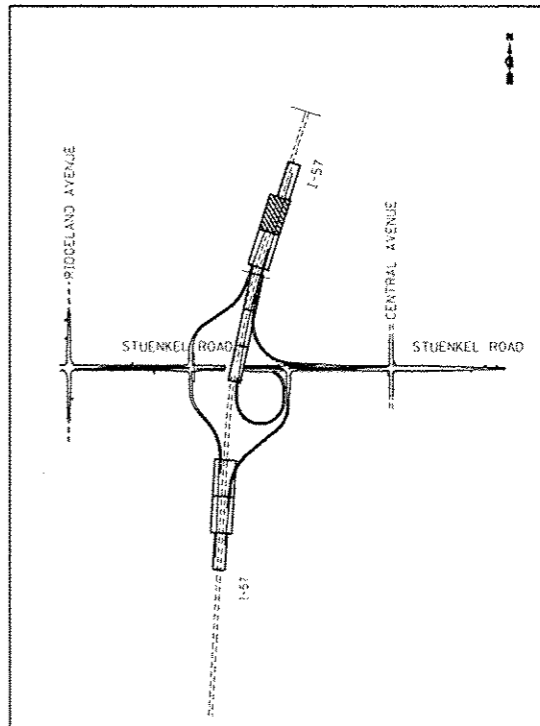 N
I-57
RIDGELAND AVENUE
CENTRAL AVENUE
STUENKEL ROAD
STUENKEL ROAD
I-57